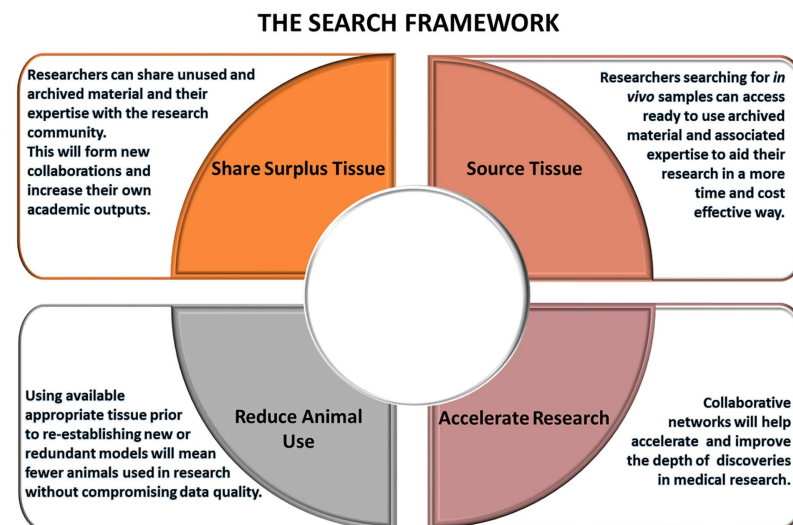 THE SEARCH FRAMEWORK
Researchers can share unused and
archived material and their
expertise with the research
community.
This will form new
collaborations and
increase their own
academic outputs.
Share Surplus Tissue
Source Tissue
Researchers searching for in
vivo samples can access
ready to use archived
material and associated
expertise to aid their
research in a more
time and cost
effective way.
Using available
appropriate tissue prior
to re-establishing new or
redundant models will mean
fewer animals used in research
without compromising data quality.
Reduce Animal
Use
Accelerate Research
Collaborative
networks will help
accelerate and improve
the depth of discoveries
in medical research.